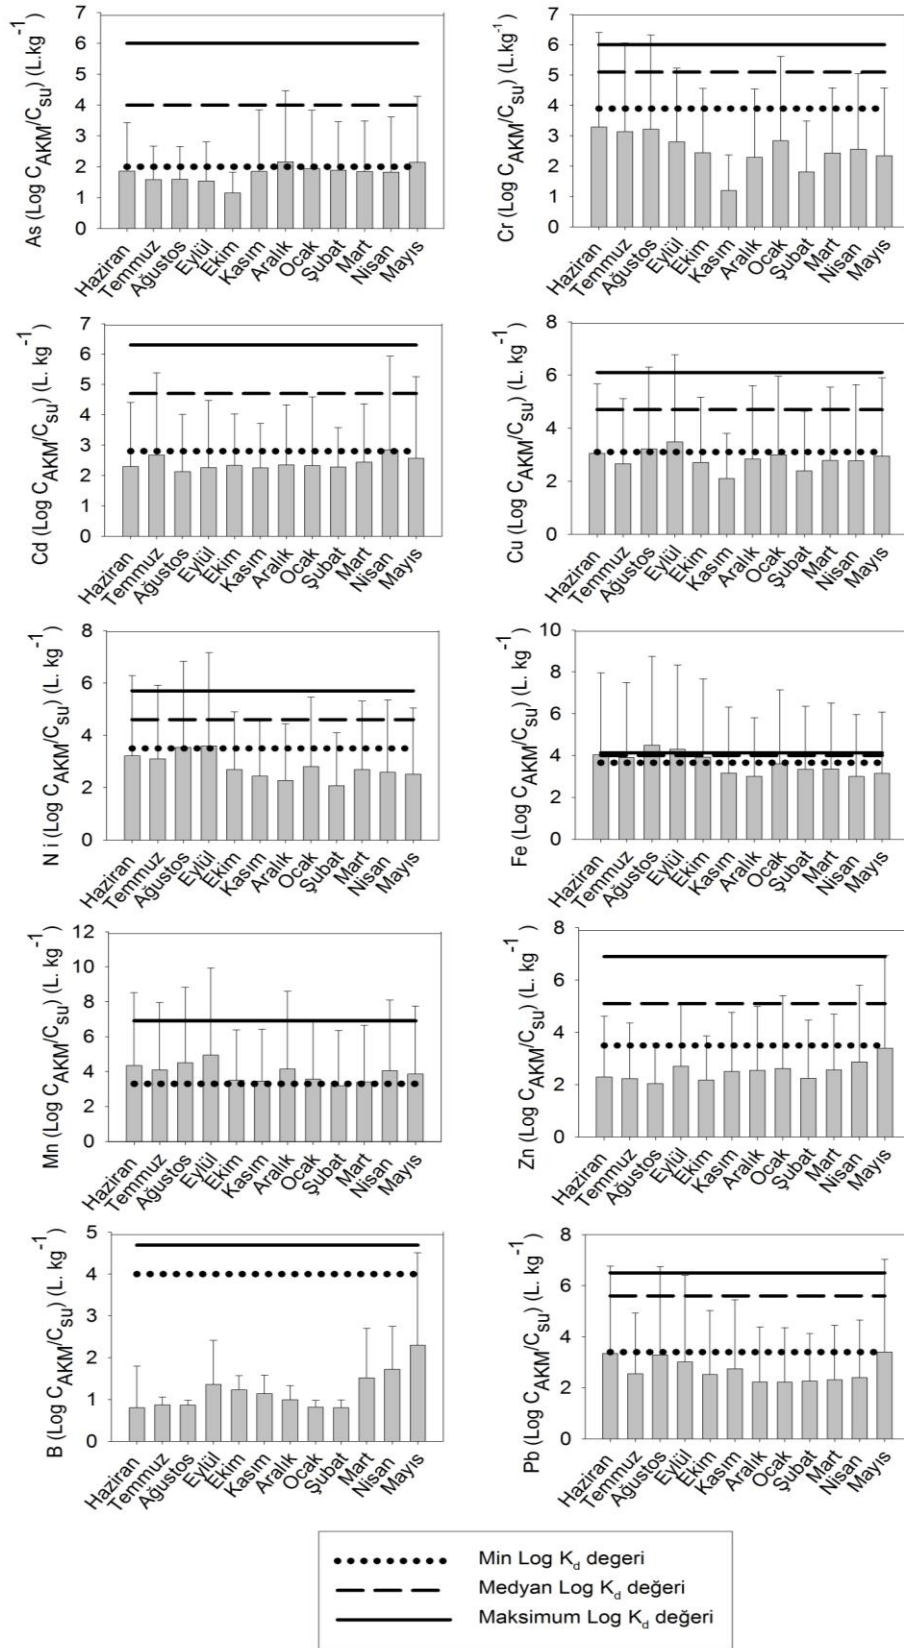 As (Log C_AKM/C_su) (L.kg^-1)
7
6
5
4
3
2
1
0
Haziran
Temmuz
Ağustos
Eylül
Ekim
Kasım
Aralık
Ocak
Şubat
Mart
Nisan
Mayıs
Cr (Log C_AKM/C_su) (L.kg^-1)
7
6
5
4
3
2
1
0
Haziran
Temmuz
Ağustos
Eylül
Ekim
Kasım
Aralık
Ocak
Şubat
Mart
Nisan
Mayıs
Cd (Log C_AKM/C_su) (L. kg^-1)
7
6
5
4
3
2
1
0
Haziran
Temmuz
Ağustos
Eylül
Ekim
Kasım
Aralık
Ocak
Şubat
Mart
Nisan
Mayıs
Cu (Log C_AKM/C_su) (L. kg^-1)
8
6
4
2
0
Haziran
Temmuz
Ağustos
Eylül
Ekim
Kasım
Aralık
Ocak
Şubat
Mart
Nisan
Mayıs
N i (Log C_AKM/C_su) (L. kg^-1)
8
6
4
2
0
Haziran
Temmuz
Ağustos
Eylül
Ekim
Kasım
Aralık
Ocak
Şubat
Mart
Nisan
Mayıs
Fe (Log C_AKM/C_su) (L. kg^-1)
10
8
6
4
2
0
Haziran
Temmuz
Ağustos
Eylül
Ekim
Kasım
Aralık
Ocak
Şubat
Mart
Nisan
Mayıs
Mn (Log C_AKM/C_su) (L. kg^-1)
12
10
8
6
4
2
0
Haziran
Temmuz
Ağustos
Eylül
Ekim
Kasım
Aralık
Ocak
Şubat
Mart
Nisan
Mayıs
Zn (Log C_AKM/C_su) (L. kg^-1)
8
6
4
2
0
Haziran
Temmuz
Ağustos
Eylül
Ekim
Kasım
Aralık
Ocak
Şubat
Mart
Nisan
Mayıs
B (Log C_AKM/C_su) (L. kg^-1)
5
4
3
2
1
0
Haziran
Temmuz
Ağustos
Eylül
Ekim
Kasım
Aralık
Ocak
Şubat
Mart
Nisan
Mayıs
Pb (Log C_AKM/C_su) (L. kg^-1)
8
6
4
2
0
Haziran
Temmuz
Ağustos
Eylül
Ekim
Kasım
Aralık
Ocak
Şubat
Mart
Nisan
Mayıs
Min Log K_d degeri
Medyan Log K_d değeri
Maksimum Log K_d değeri